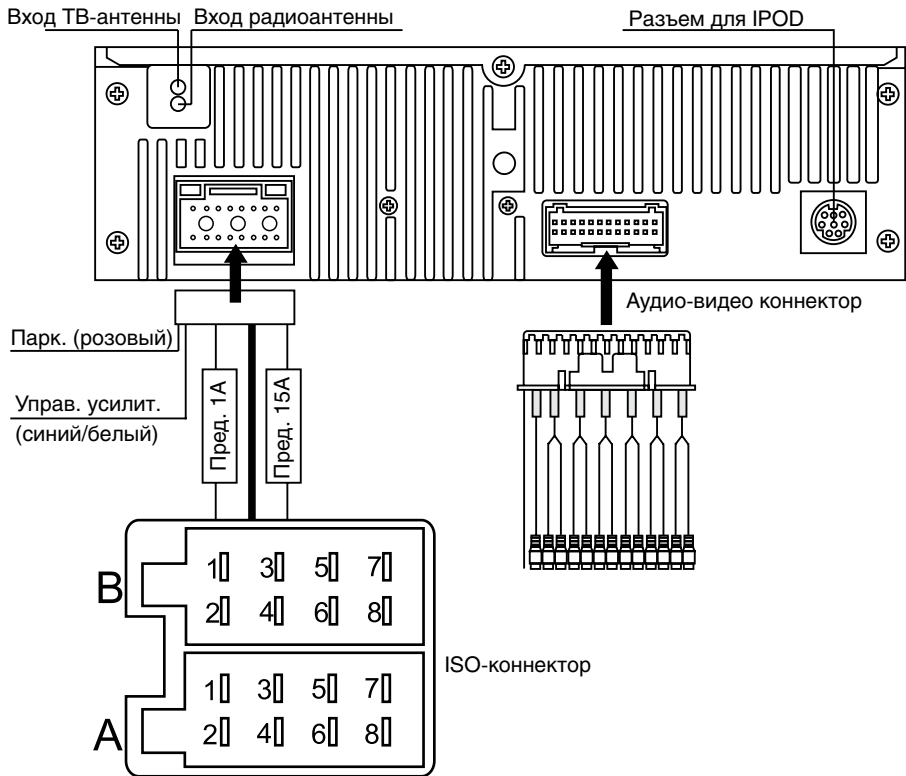 Вход ТВ-антенны
Вход радиоантенны
Разъем для IPOD
Аудио-видео коннектор
Парк. (розовый)
Управ. усилит.
(синий/белый)
Пред. 1А
Пред. 15А
B
1 3 5 7
2 4 6 8
ISO-коннектор
A
1 3 5 7
2 4 6 8